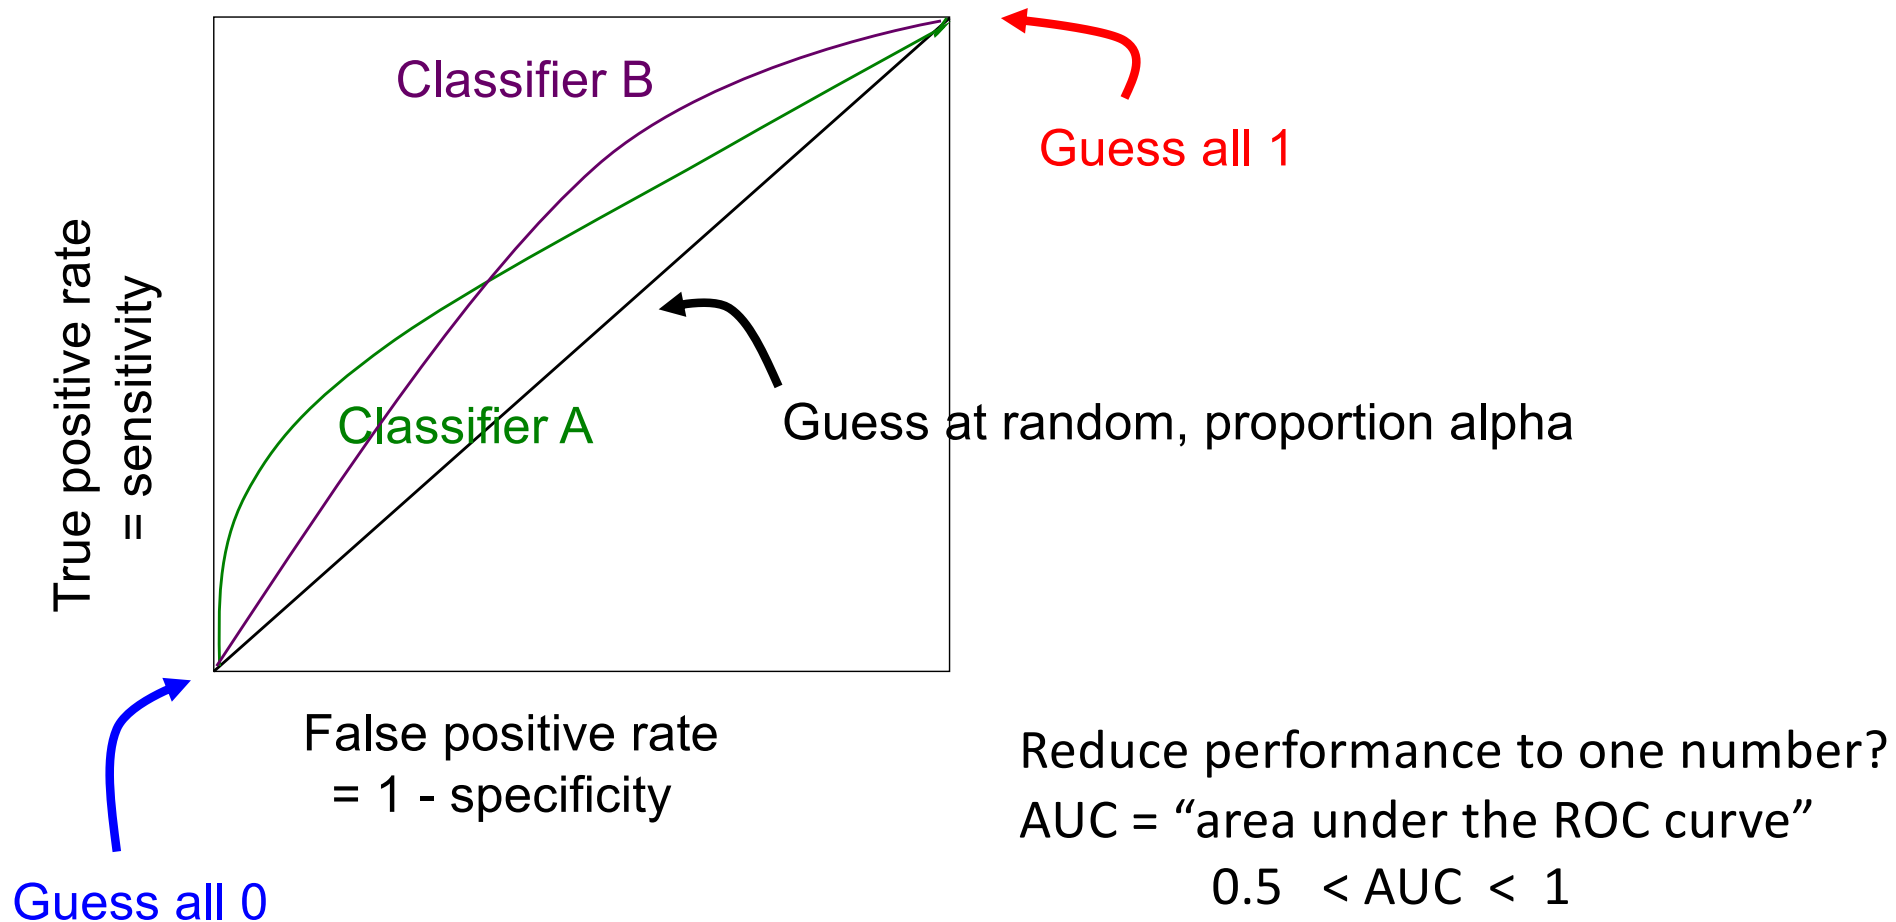 Classifier B
Guess all 1
True positive rate
= sensitivity
Classifier A
Guess at random, proportion alpha
False positive rate
= 1 - specificity
Reduce performance to one number?
AUC = “area under the ROC curve”
0.5 < AUC < 1
Guess all 0